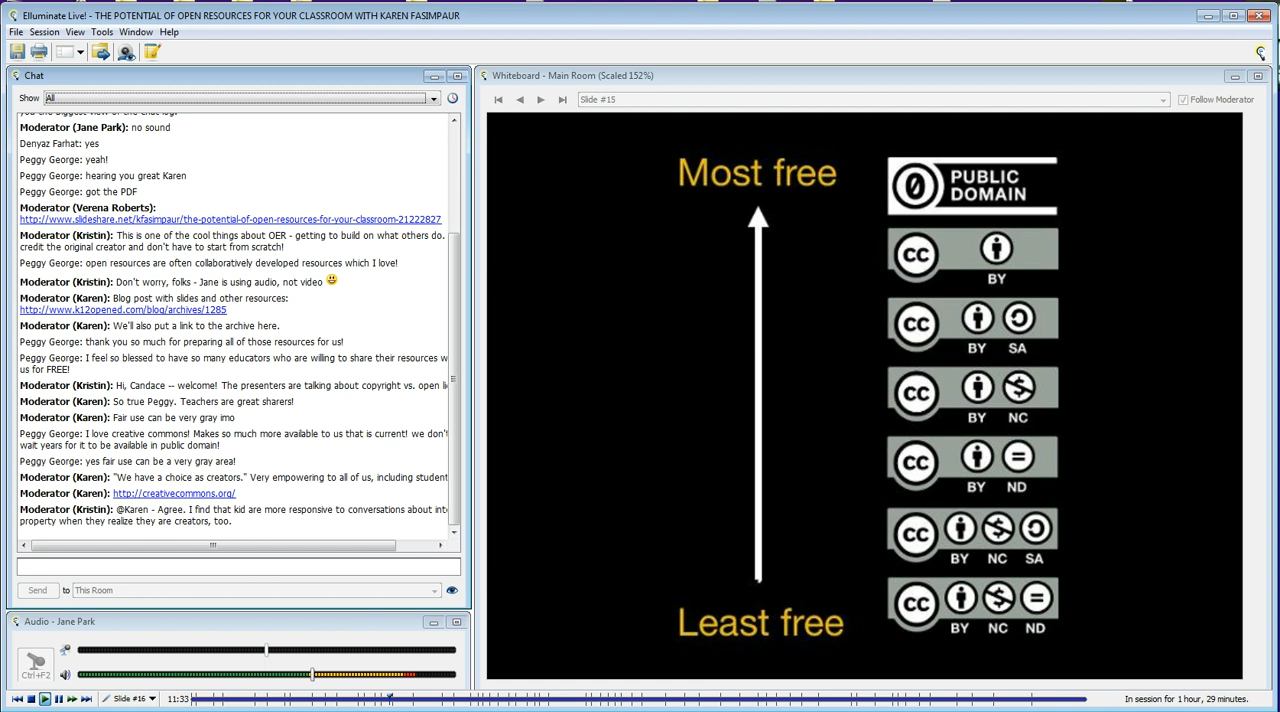 Elluminate Live! - THE POTENTIAL OF OPEN RESOURCES FOR YOUR CLASSROOM WITH KAREN FASIMPAUR
File Session View Tools Window Help
Chat
Show All
Moderator (Jane Park): no sound
Denyaz Farhat: yes
Peggy George: yeah!
Peggy George: hearing you great Karen
Peggy George: got the PDF
Moderator (Verena Roberts):
http://www.slideshare.net/kfasimpaur/the-potential-of-open-resources-for-your-classroom-21222827
Moderator (Kristin): This is one of the cool things about OER - getting to build on what others do.
credit the original creator and don't have to start from scratch!
Peggy George: open resources are often collaboratively developed resources which I love!
Moderator (Kristin): Don't worry, folks - Jane is using audio, not video
Moderator (Karen): Blog post with slides and other resources:
http://www.k12opened.com/blog/archives/1285
Moderator (Karen): We'll also put a link to the archive here.
Peggy George: thank you so much for preparing all of those resources for us!
Peggy George: I feel so blessed to have so many educators who are willing to share their resources w
us for FREE!
Moderator (Kristin): Hi, Candace -- welcome! The presenters are talking about copyright vs. open li
Moderator (Karen): So true Peggy. Teachers are great sharers!
Moderator (Karen): Fair use can be very gray imo
Peggy George: I love creative commons! Makes so much more available to us that is current! we don'
wait years for it to be available in public domain!
Peggy George: yes fair use can be a very gray area!
Moderator (Karen): "We have a choice as creators." Very empowering to all of us, including student
Moderator (Karen): http://creativecommons.org/
Moderator (Kristin): @Karen - Agree. I find that kid are more responsive to conversations about int
property when they realize they are creators, too.
Send to This Room
Audio - Jane Park
Ctrl+F2
Whiteboard - Main Room (Scaled 152%)
Slide #15
Follow Moderator
Most free
Least free
0 PUBLIC
DOMAIN
CC
BY
CC
BY SA
CC
BY NC
CC
BY ND
CC
BY NC SA
CC
BY NC ND
Slide #16 11:33
In session for 1 hour, 29 minutes.